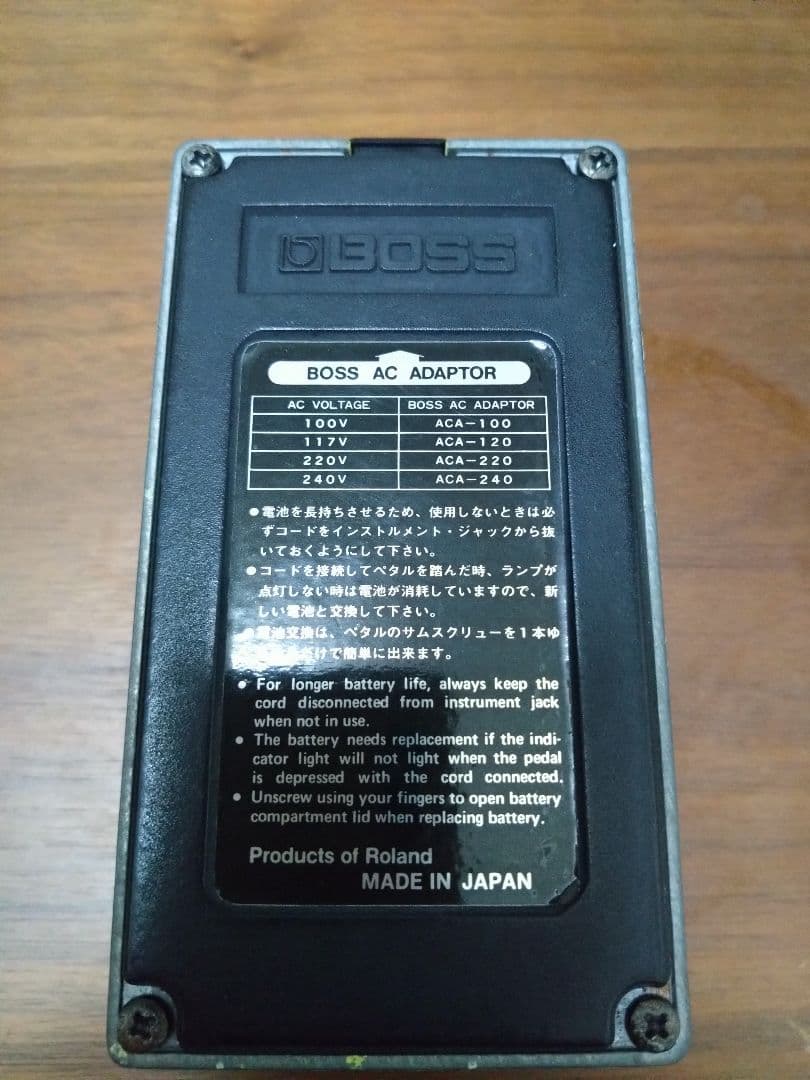 BOSS
BOSS AC ADAPTOR
AC VOLTAGE BOSS AC ADAPTOR
100V ACA-100
117V ACA-120
220V ACA-220
240V ACA-240
●電池を長持ちさせるため、使用しないときは必
ずコードをインストルメント・ジャックから抜
いておくようにして下さい。
●コードを接続してペタルを踏んだ時、ランプが
点灯しない時は電池が消耗していますので、新
しい電池と交換して下さい。
●電池交換は、ペタルのサムスクリューを1本ゆ
だけで簡単に出来ます。
● For longer battery life, always keep the
cord disconnected from instrument jack
when not in use.
● The battery needs replacement if the indi-
cator light will not light when the pedal
is depressed with the cord connected.
● Unscrew using your fingers to open battery
compartment lid when replacing battery.
Products of Roland
MADE IN JAPAN